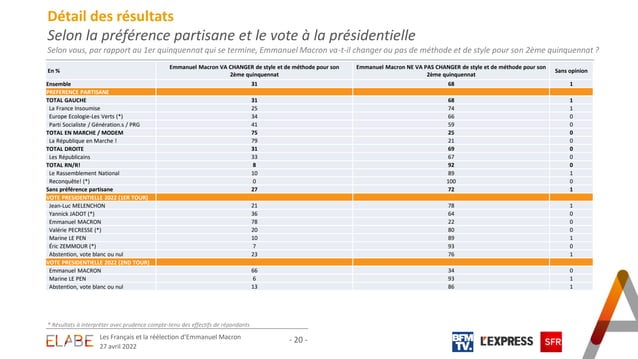 Détail des résultats
Selon la préférence partisane et le vote à la présidentielle
Selon vous, par rapport au 1er quinquennat qui se termine, Emmanuel Macron va-t-il changer ou pas de méthode et de style pour son 2ème quinquennat ?
En % Emmanuel Macron VA CHANGER de style et de méthode pour son 2ème quinquennat Emmanuel Macron NE VA PAS CHANGER de style et de méthode pour son 2ème quinquennat Sans opinion
Ensemble 31 68 1
PREFERENCE PARTISANE
TOTAL GAUCHE 31 68 1
La France Insoumise 25 74 1
Europe Ecologie-Les Verts (*) 34 66 0
Parti Socialiste / Génération.s / PRG 41 59 0
TOTAL EN MARCHE / MODEM 75 25 0
La République en Marche ! 79 21 0
TOTAL DROITE 31 69 0
Les Républicains 33 67 0
TOTAL RN/R! 8 92 0
Le Rassemblement National 10 89 1
Reconquête! (*) 0 100 0
Sans préférence partisane 27 72 1
VOTE PRESIDENTIELLE 2022 (1ER TOUR)
Jean-Luc MELENCHON 21 78 1
Yannick JADOT (*) 36 64 0
Emmanuel MACRON 78 22 0
Valérie PECRESSE (*) 20 80 0
Marine LE PEN 10 89 1
Éric ZEMMOUR (*) 7 93 0
Abstention, vote blanc ou nul 23 76 1
VOTE PRESIDENTIELLE 2022 (2ND TOUR)
Emmanuel MACRON 66 34 0
Marine LE PEN 6 93 1
Abstention, vote blanc ou nul 13 86 1
* Résultats à interpréter avec prudence compte-tenu des effectifs de répondants
ELABE
Les Français et la réélection d'Emmanuel Macron
27 avril 2022
- 20 -
BFM
TV.
L'EXPRESS
SFR